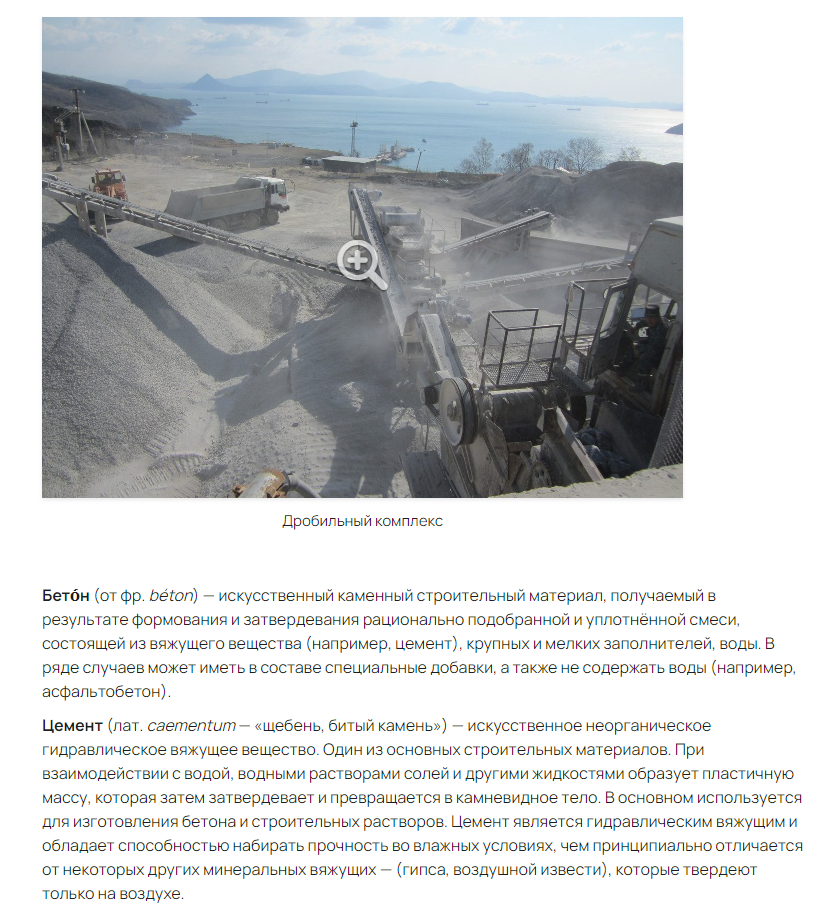 Дробильный комплекс
Бето́н (от фр. béton) — искусственный каменный строительный материал, получаемый в
результате формования и затвердевания рационально подобранной и уплотнённой смеси,
состоящей из вяжущего вещества (например, цемент), крупных и мелких заполнителей, воды. В
ряде случаев может иметь в составе специальные добавки, а также не содержать воды (например,
асфальтобетон).
Цемент (лат. caementum — «щебень, битый камень») — искусственное неорганическое
гидравлическое вяжущее вещество. Один из основных строительных материалов. При
взаимодействии с водой, водными растворами солей и другими жидкостями образует пластичную
массу, которая затем затвердевает и превращается в камневидное тело. В основном используется
для изготовления бетона и строительных растворов. Цемент является гидравлическим вяжущим и
обладает способностью набирать прочность во влажных условиях, чем принципиально отличается
от некоторых других минеральных вяжущих — (гипса, воздушной извести), которые твердеют
только на воздухе.